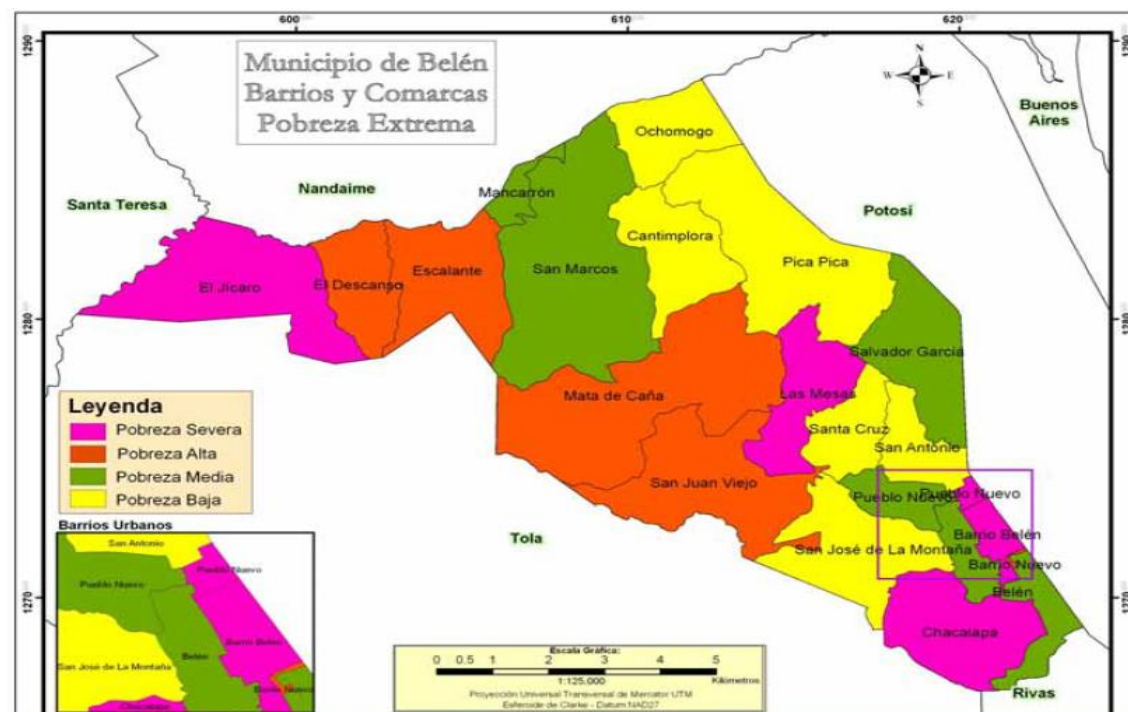 600
610
620
1290
1280
1270
Municipio de Belén
Barrios y Comarcas
Pobreza Extrema
N
W
E
S
Buenos
Aires
Ochomogo
Santa Teresa
Nandaime
Mancarrón
Potosí
Cantimplora
El Jícaro
El Descanso
Escalante
San Marcos
Pica Pica
1280
Salvador García
Mata de Caña
Las Mesas
Santa Cruz
San Antonio
San Juan Viejo
Pueblo Nuevo
Pueblo Nuevo
Tola
Barrio Belén
San José de La Montaña
Barrio Nuevo
Belén
1270
Chacalapa
Rivas
Leyenda
Pobreza Severa
Pobreza Alta
Pobreza Media
Pobreza Baja
Barrios Urbanos
San Antonio
Pueblo Nuevo
Pueblo Nuevo
San José de La Montaña
Belén
Barrio Belén
Barrio Nuevo
Chacalapa
Escala Gráfica:
0 0.5 1 2 3 4 5
1:125.000 Kilómetros
Proyección Universal Transversal de Mercator UTM
Esferoide de Clarke - Datum NAD27